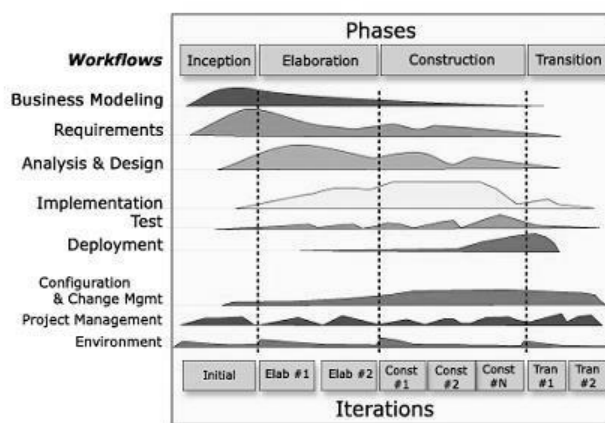 Phases
Workflows
Inception Elaboration Construction Transition
Business Modeling
Requirements
Analysis & Design
Implementation
Test
Deployment
Configuration
& Change Mgmt
Project Management
Environment
Initial Elab #1 Elab #2 Const #1 Const #2 Const #N Tran #1 Tran #2
Iterations